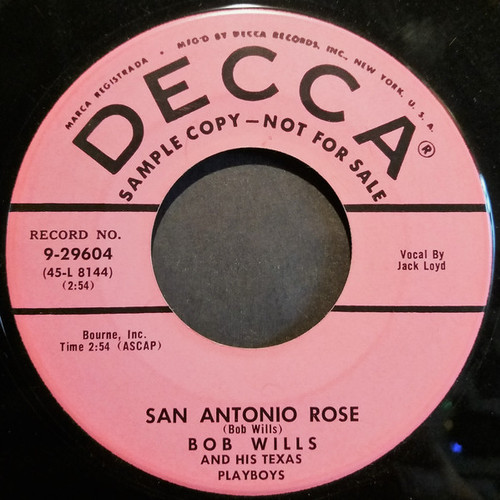 MARCA REGISTRADA • MFG'D BY DECCA RECORDS, INC., NEW YORK, U.S.A.
DECCA®
SAMPLE COPY—NOT FOR SALE
RECORD NO.
9-29604
(45-L 8144)
(2:54)
Vocal By
Jack Loyd
Bourne, Inc.
Time 2:54 (ASCAP)
SAN ANTONIO ROSE
(Bob Wills)
BOB WILLS
AND HIS TEXAS
PLAYBOYS